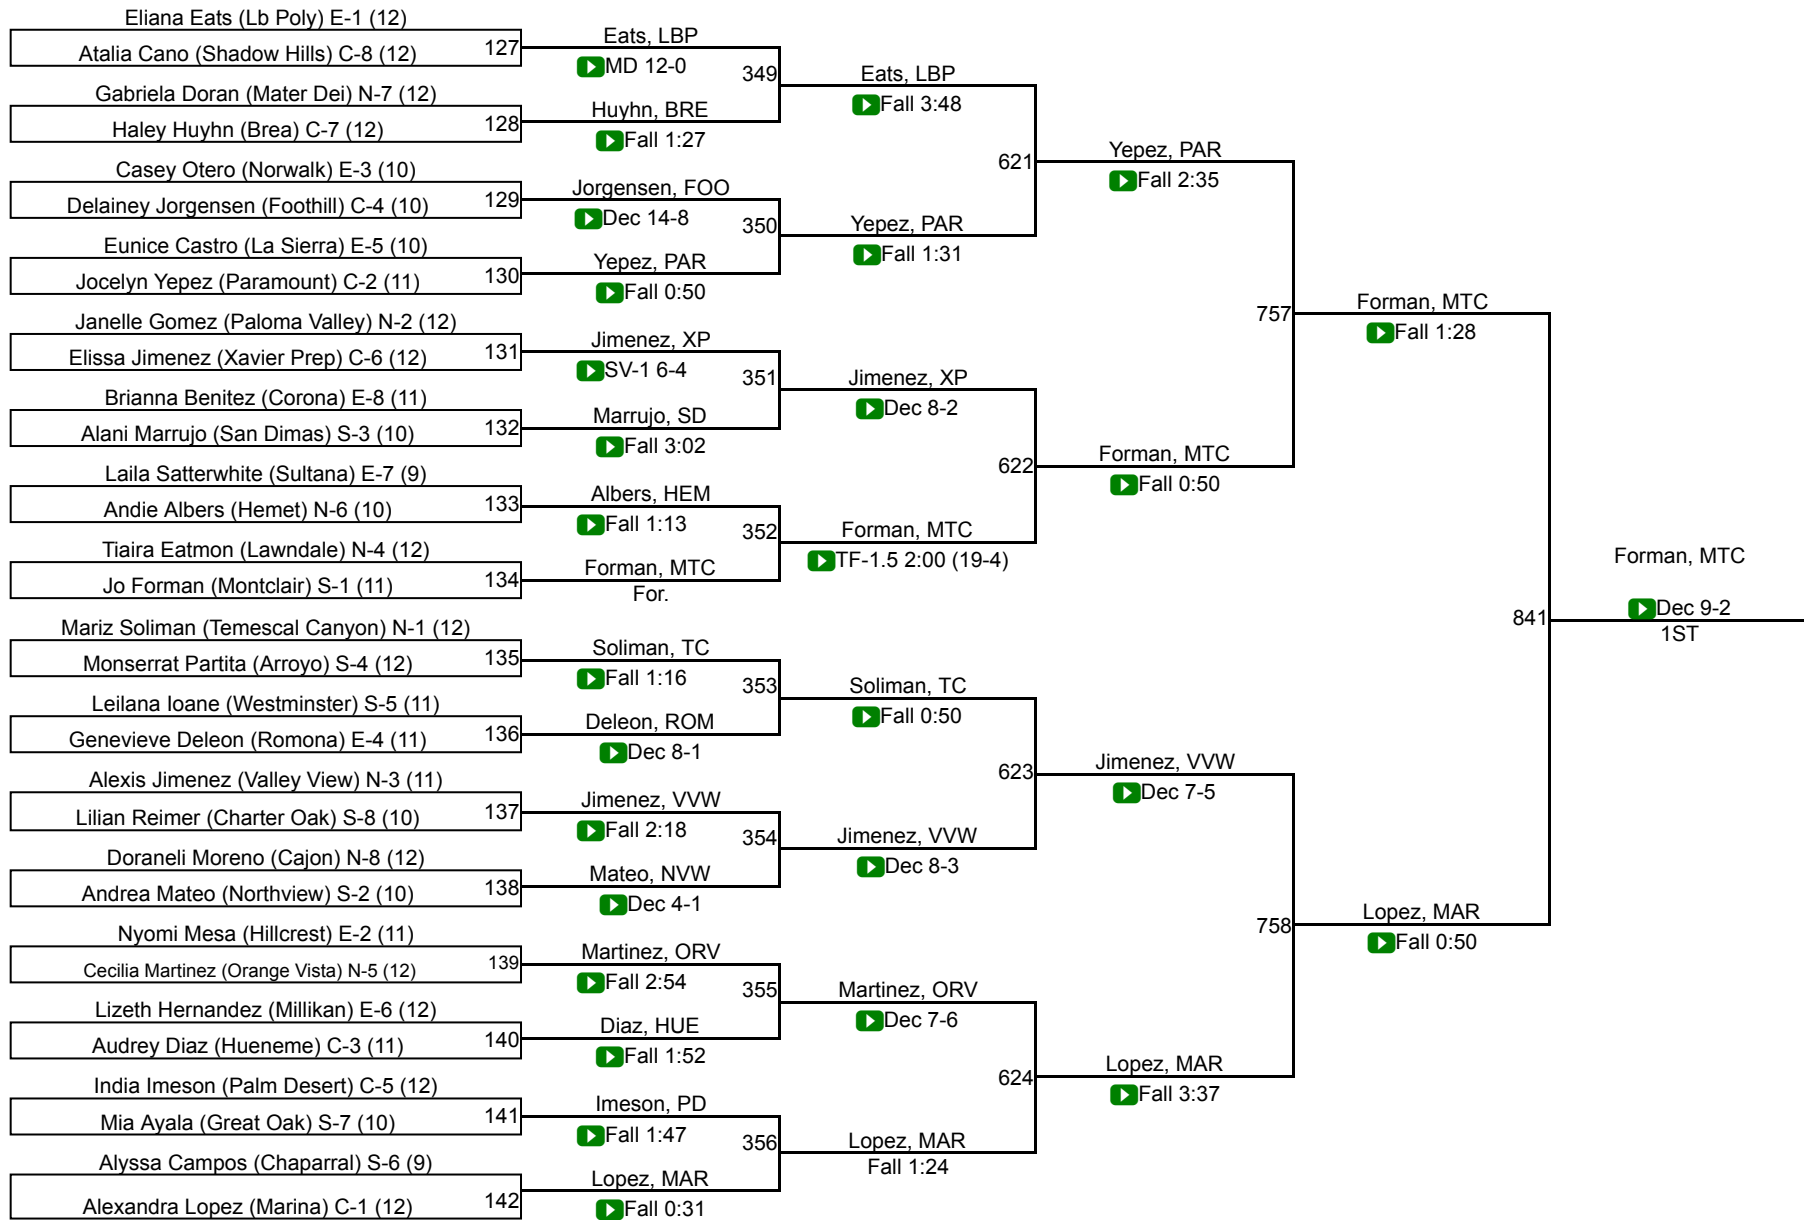 Eliana Eats (Lb Poly) E-1 (12)
127
Atalia Cano (Shadow Hills) C-8 (12)
Gabriela Doran (Mater Dei) N-7 (12)
128
Haley Huyhn (Brea) C-7 (12)
Casey Otero (Norwalk) E-3 (10)
129
Delainey Jorgensen (Foothill) C-4 (10)
Eunice Castro (La Sierra) E-5 (10)
130
Jocelyn Yepez (Paramount) C-2 (11)
Janelle Gomez (Paloma Valley) N-2 (12)
131
Elissa Jimenez (Xavier Prep) C-6 (12)
Brianna Benitez (Corona) E-8 (11)
132
Alani Marrujo (San Dimas) S-3 (10)
Laila Satterwhite (Sultana) E-7 (9)
133
Andie Albers (Hemet) N-6 (10)
Tiaira Eatmon (Lawndale) N-4 (12)
134
Jo Forman (Montclair) S-1 (11)
Mariz Soliman (Temescal Canyon) N-1 (12)
135
Monserrat Partita (Arroyo) S-4 (12)
Leilana Ioane (Westminster) S-5 (11)
136
Genevieve Deleon (Romona) E-4 (11)
Alexis Jimenez (Valley View) N-3 (11)
137
Lilian Reimer (Charter Oak) S-8 (10)
Doraneli Moreno (Cajon) N-8 (12)
138
Andrea Mateo (Northview) S-2 (10)
Nyomi Mesa (Hillcrest) E-2 (11)
139
Cecilia Martinez (Orange Vista) N-5 (12)
Lizeth Hernandez (Millikan) E-6 (12)
140
Audrey Diaz (Hueneme) C-3 (11)
India Imeson (Palm Desert) C-5 (12)
141
Mia Ayala (Great Oak) S-7 (10)
Alyssa Campos (Chaparral) S-6 (9)
142
Alexandra Lopez (Marina) C-1 (12)
Eats, LBP
MD 12-0
349
Huyhn, BRE
Fall 1:27
Jorgensen, FOO
Dec 14-8
350
Yepez, PAR
Fall 0:50
Jimenez, XP
SV-1 6-4
351
Marrujo, SD
Fall 3:02
Albers, HEM
Fall 1:13
352
Forman, MTC
For.
Soliman, TC
Fall 1:16
353
Deleon, ROM
Dec 8-1
Jimenez, VVW
Fall 2:18
354
Mateo, NVW
Dec 4-1
Martinez, ORV
Fall 2:54
355
Diaz, HUE
Fall 1:52
Imeson, PD
Fall 1:47
356
Lopez, MAR
Fall 0:31
Eats, LBP
Fall 3:48
621
Yepez, PAR
Fall 1:31
Jimenez, XP
Dec 8-2
622
Forman, MTC
TF-1.5 2:00 (19-4)
Soliman, TC
Fall 0:50
623
Jimenez, VVW
Dec 8-3
Martinez, ORV
Dec 7-6
624
Lopez, MAR
Fall 1:24
Yepez, PAR
Fall 2:35
757
Forman, MTC
Fall 0:50
Jimenez, VVW
Dec 7-5
758
Lopez, MAR
Fall 3:37
Forman, MTC
Fall 1:28
841
Lopez, MAR
Fall 0:50
Forman, MTC
Dec 9-2
1ST